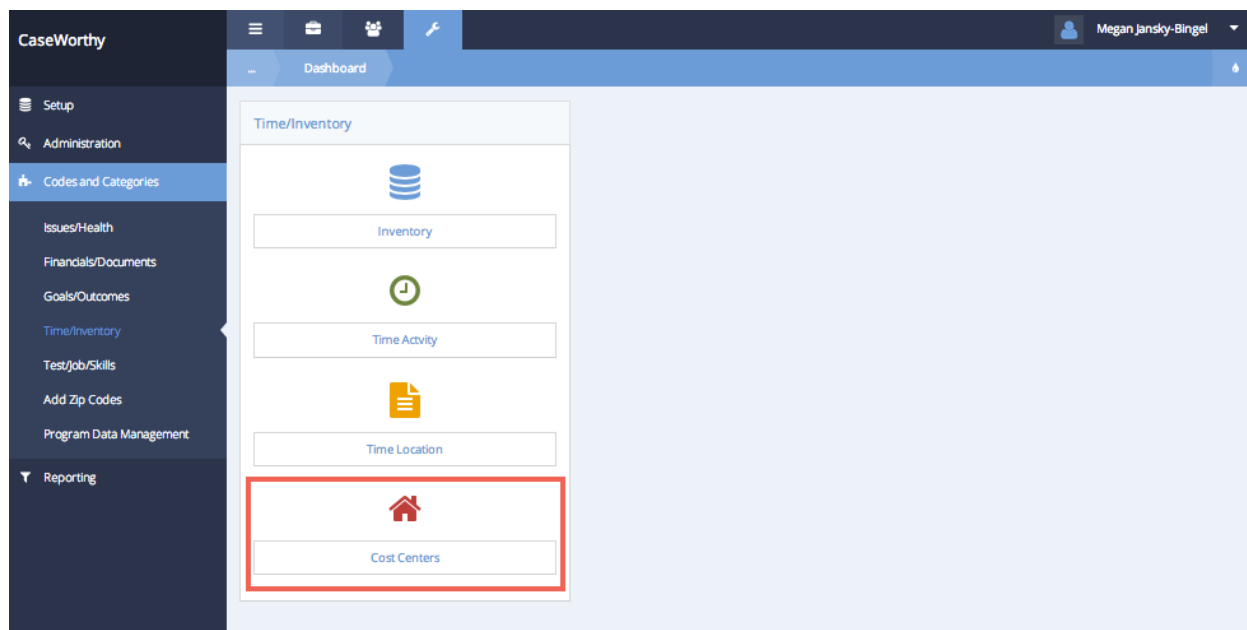 CaseWorthy
Megan Jansky-Bingel
... Dashboard
Setup
Administration
Codes and Categories
Issues/Health
Financials/Documents
Goals/Outcomes
Time/Inventory
Test/Job/Skills
Add Zip Codes
Program Data Management
Reporting
Time/Inventory
Inventory
Time Actvity
Time Location
Cost Centers